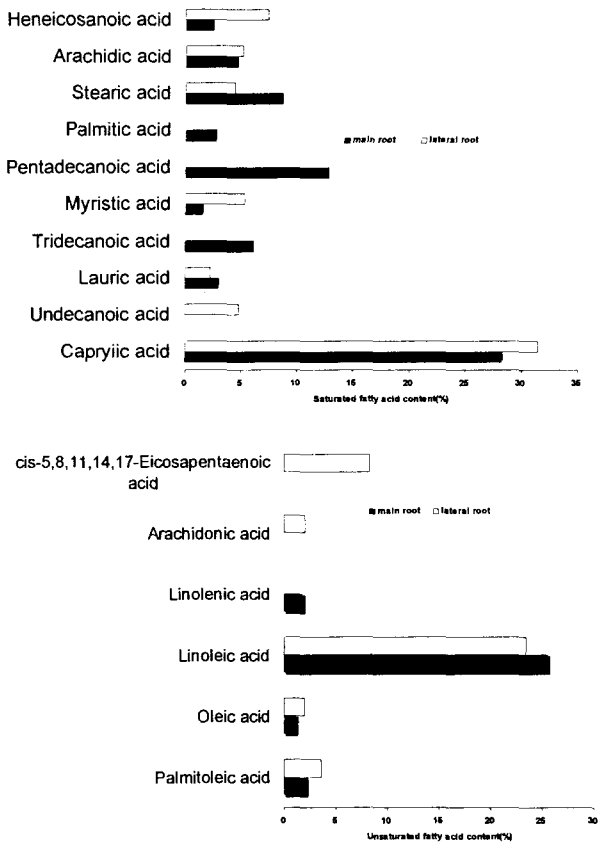 Heneicosanoic acid
Arachidic acid
Stearic acid
Palmitic acid
main root lateral root
Pentadecanoic acid
Myristic acid
Tridecanoic acid
Lauric acid
Undecanoic acid
Capryiic acid
0 5 10 15 20 25 30 35
Saturated fatty acid content(%)
cis-5,8,11,14,17-Eicosapentaenoic
acid
main root lateral root
Arachidonic acid
Linolenic acid
Linoleic acid
Oleic acid
Palmitoleic acid
0 5 10 15 20 25 30
Unsaturated fatty acid content(%)